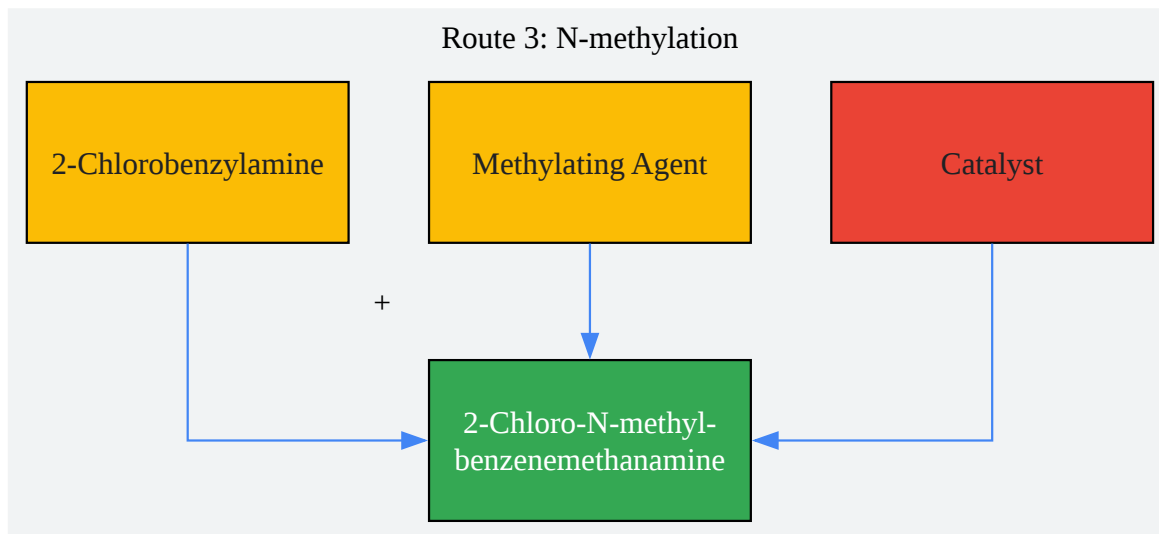 Route 3: N-methylation
2-Chlorobenzylamine
Methylating Agent
Catalyst
+
2-Chloro-N-methyl-
benzenemethanamine